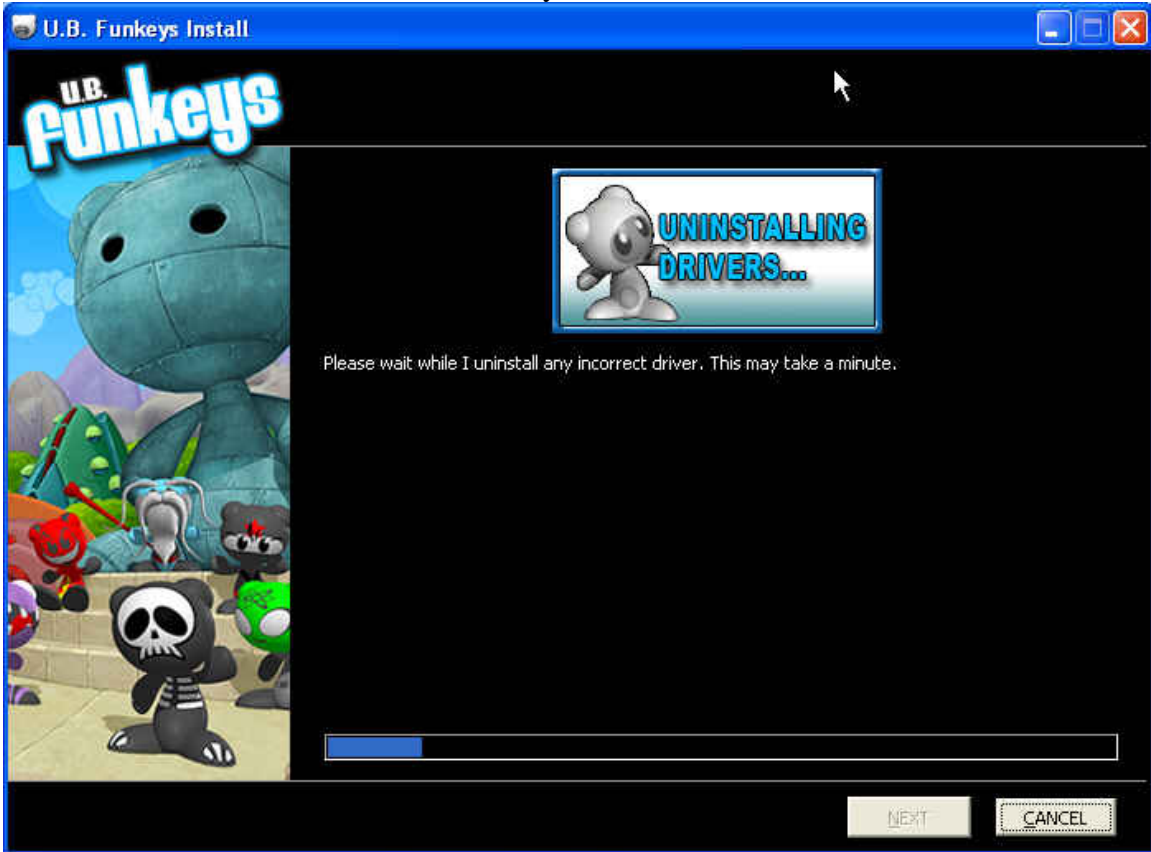 U.B. Funkeys Install
U.B.
funkeys
UNINSTALLING
DRIVERS...
Please wait while I uninstall any incorrect driver. This may take a minute.
NEXT
CANCEL